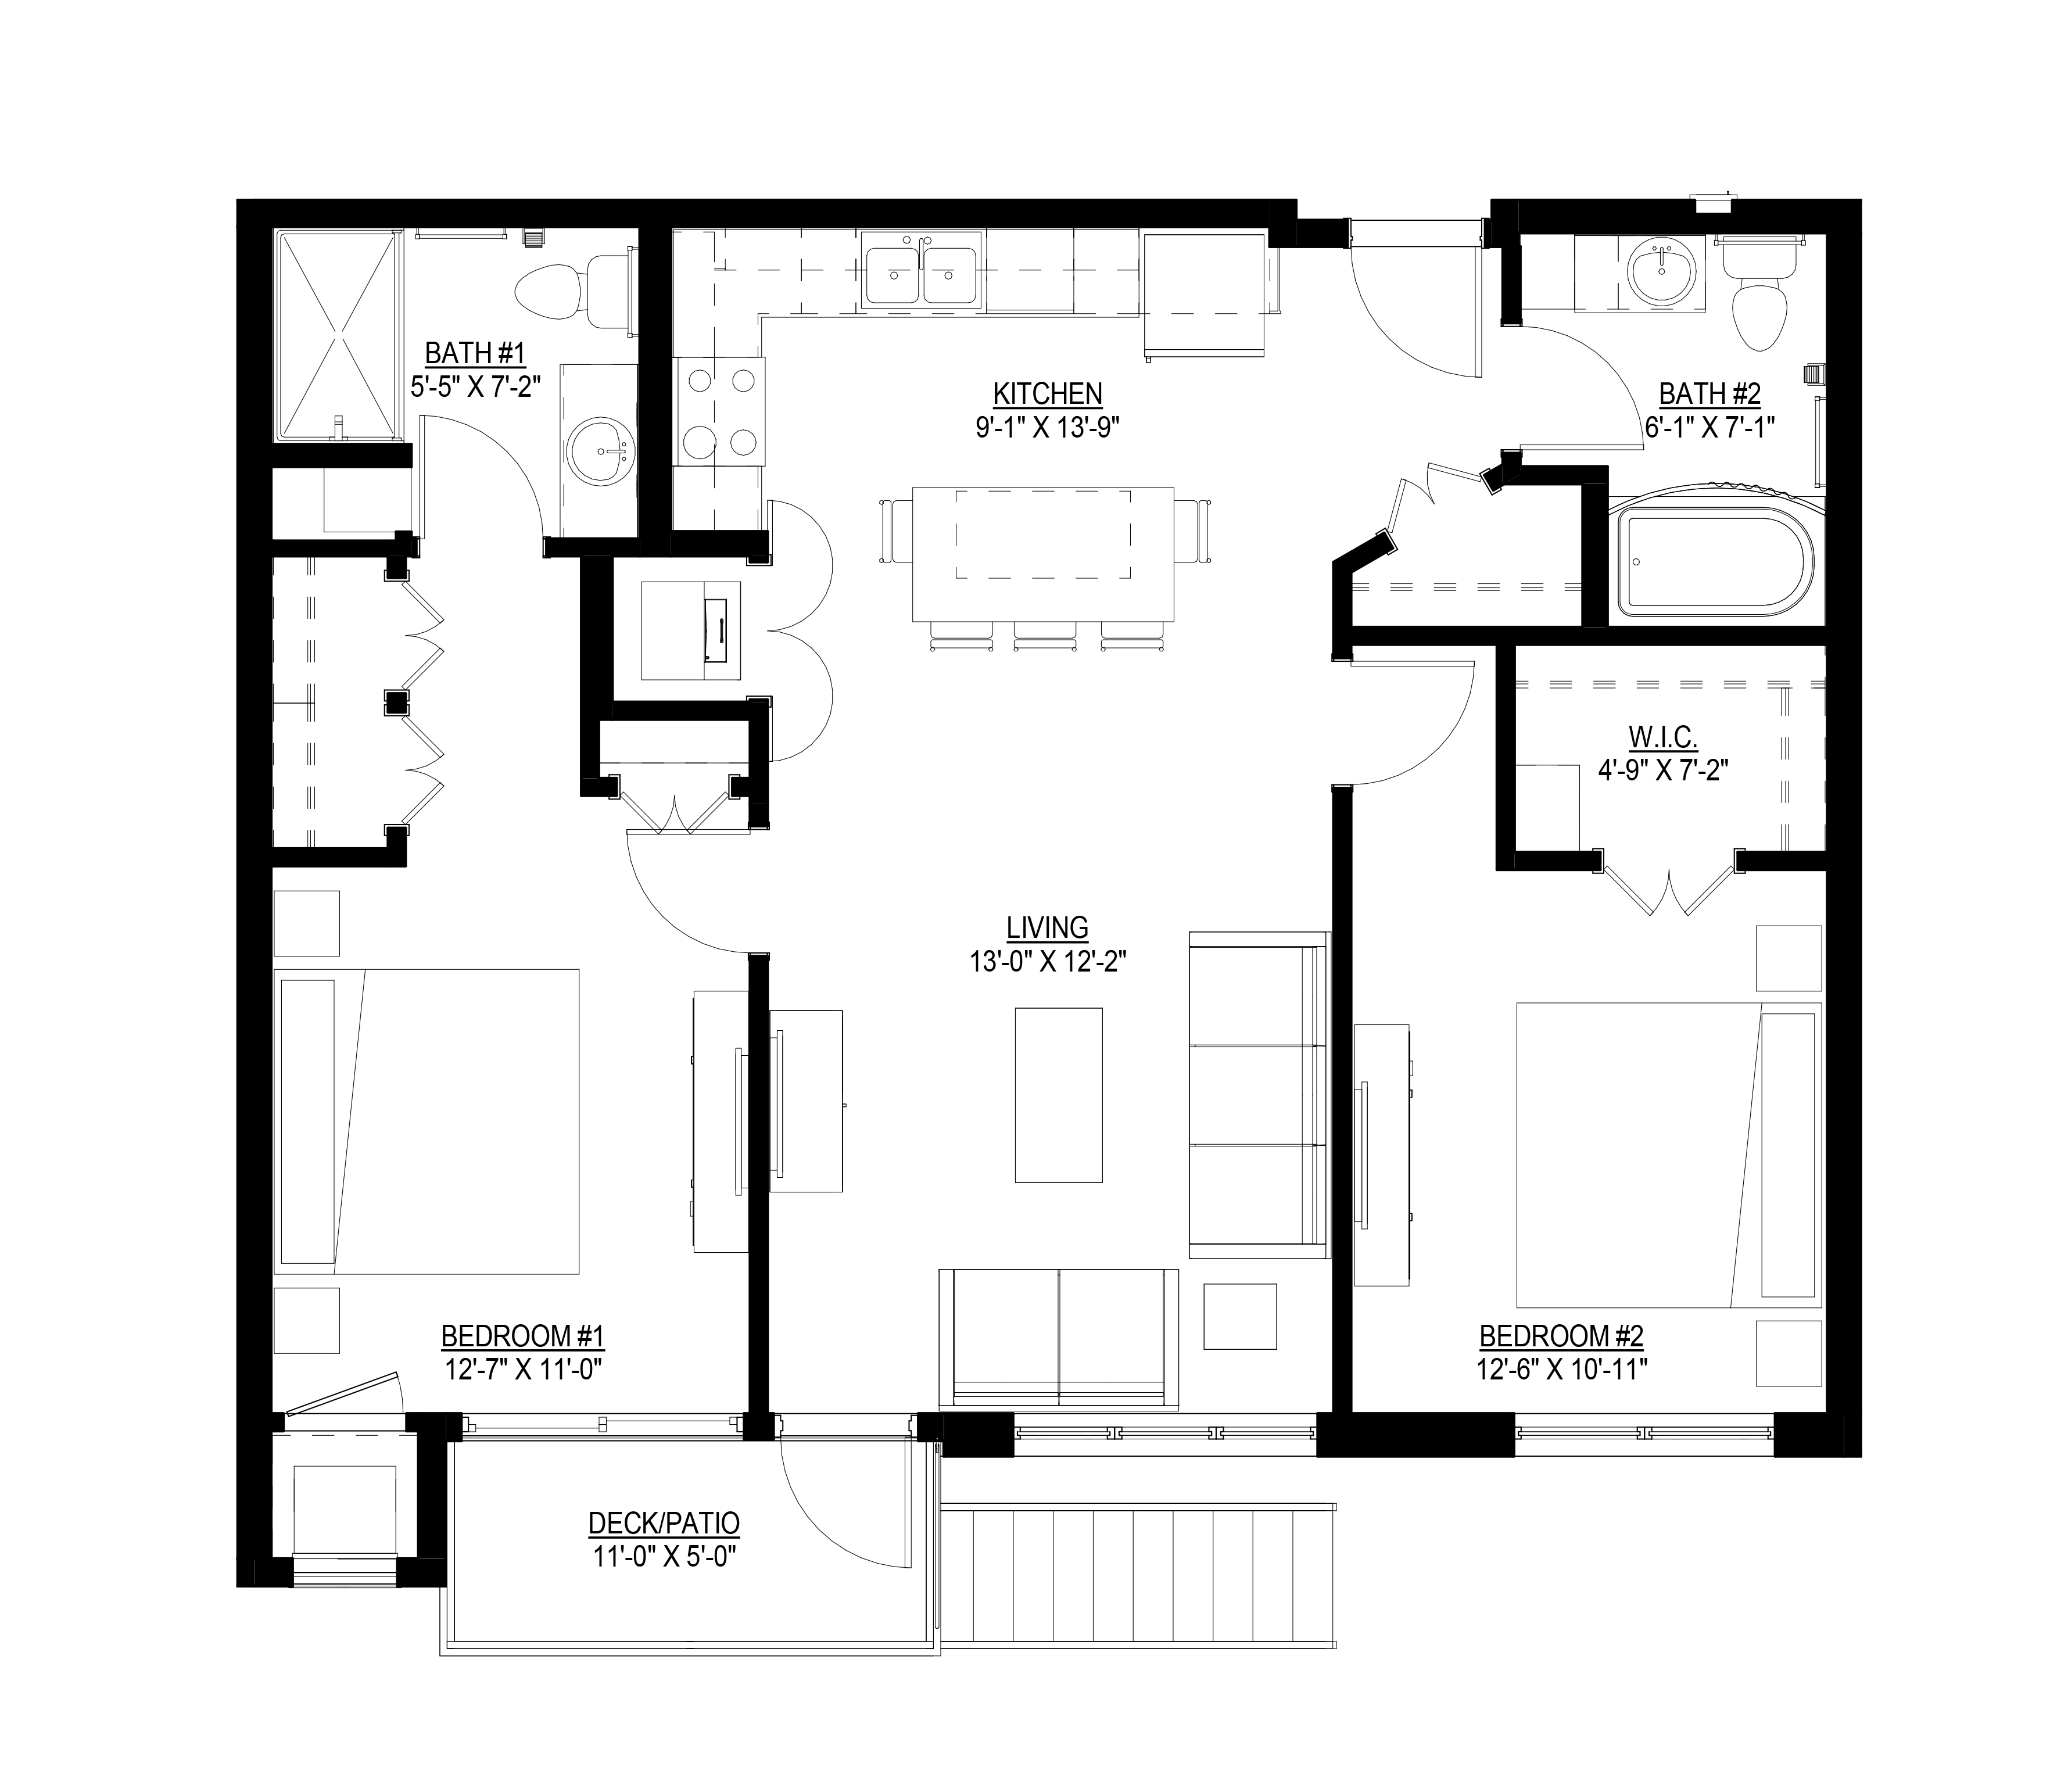 BATH #1
5'-5" X 7'-2"
KITCHEN
9'-1" X 13'-9"
BATH #2
6'-1" X 7'-1"
W.I.C.
4'-9" X 7'-2"
LIVING
13'-0" X 12'-2"
BEDROOM #1
12'-7" X 11'-0"
BEDROOM #2
12'-6" X 10'-11"
DECK/PATIO
11'-0" X 5'-0"